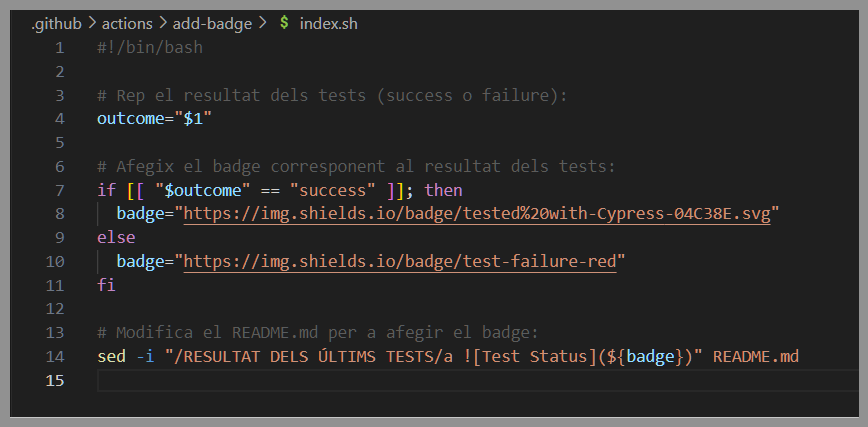 .github > actions > add-badge > $ index.sh
1 #!/bin/bash
2
3 # Rep el resultat dels tests (success o failure):
4 outcome="$1"
5
6 # Afegix el badge corresponent al resultat dels tests:
7 if [[ "$outcome" == "success" ]]; then
8 badge="https://img.shields.io/badge/tested%20with-Cypress-04C38E.svg"
9 else
10 badge="https://img.shields.io/badge/test-failure-red"
11 fi
12
13 # Modifica el README.md per a afegir el badge:
14 sed -i "/RESULTAT DELS ÚLTIMS TESTS/a ![Test Status](${badge})" README.md
15